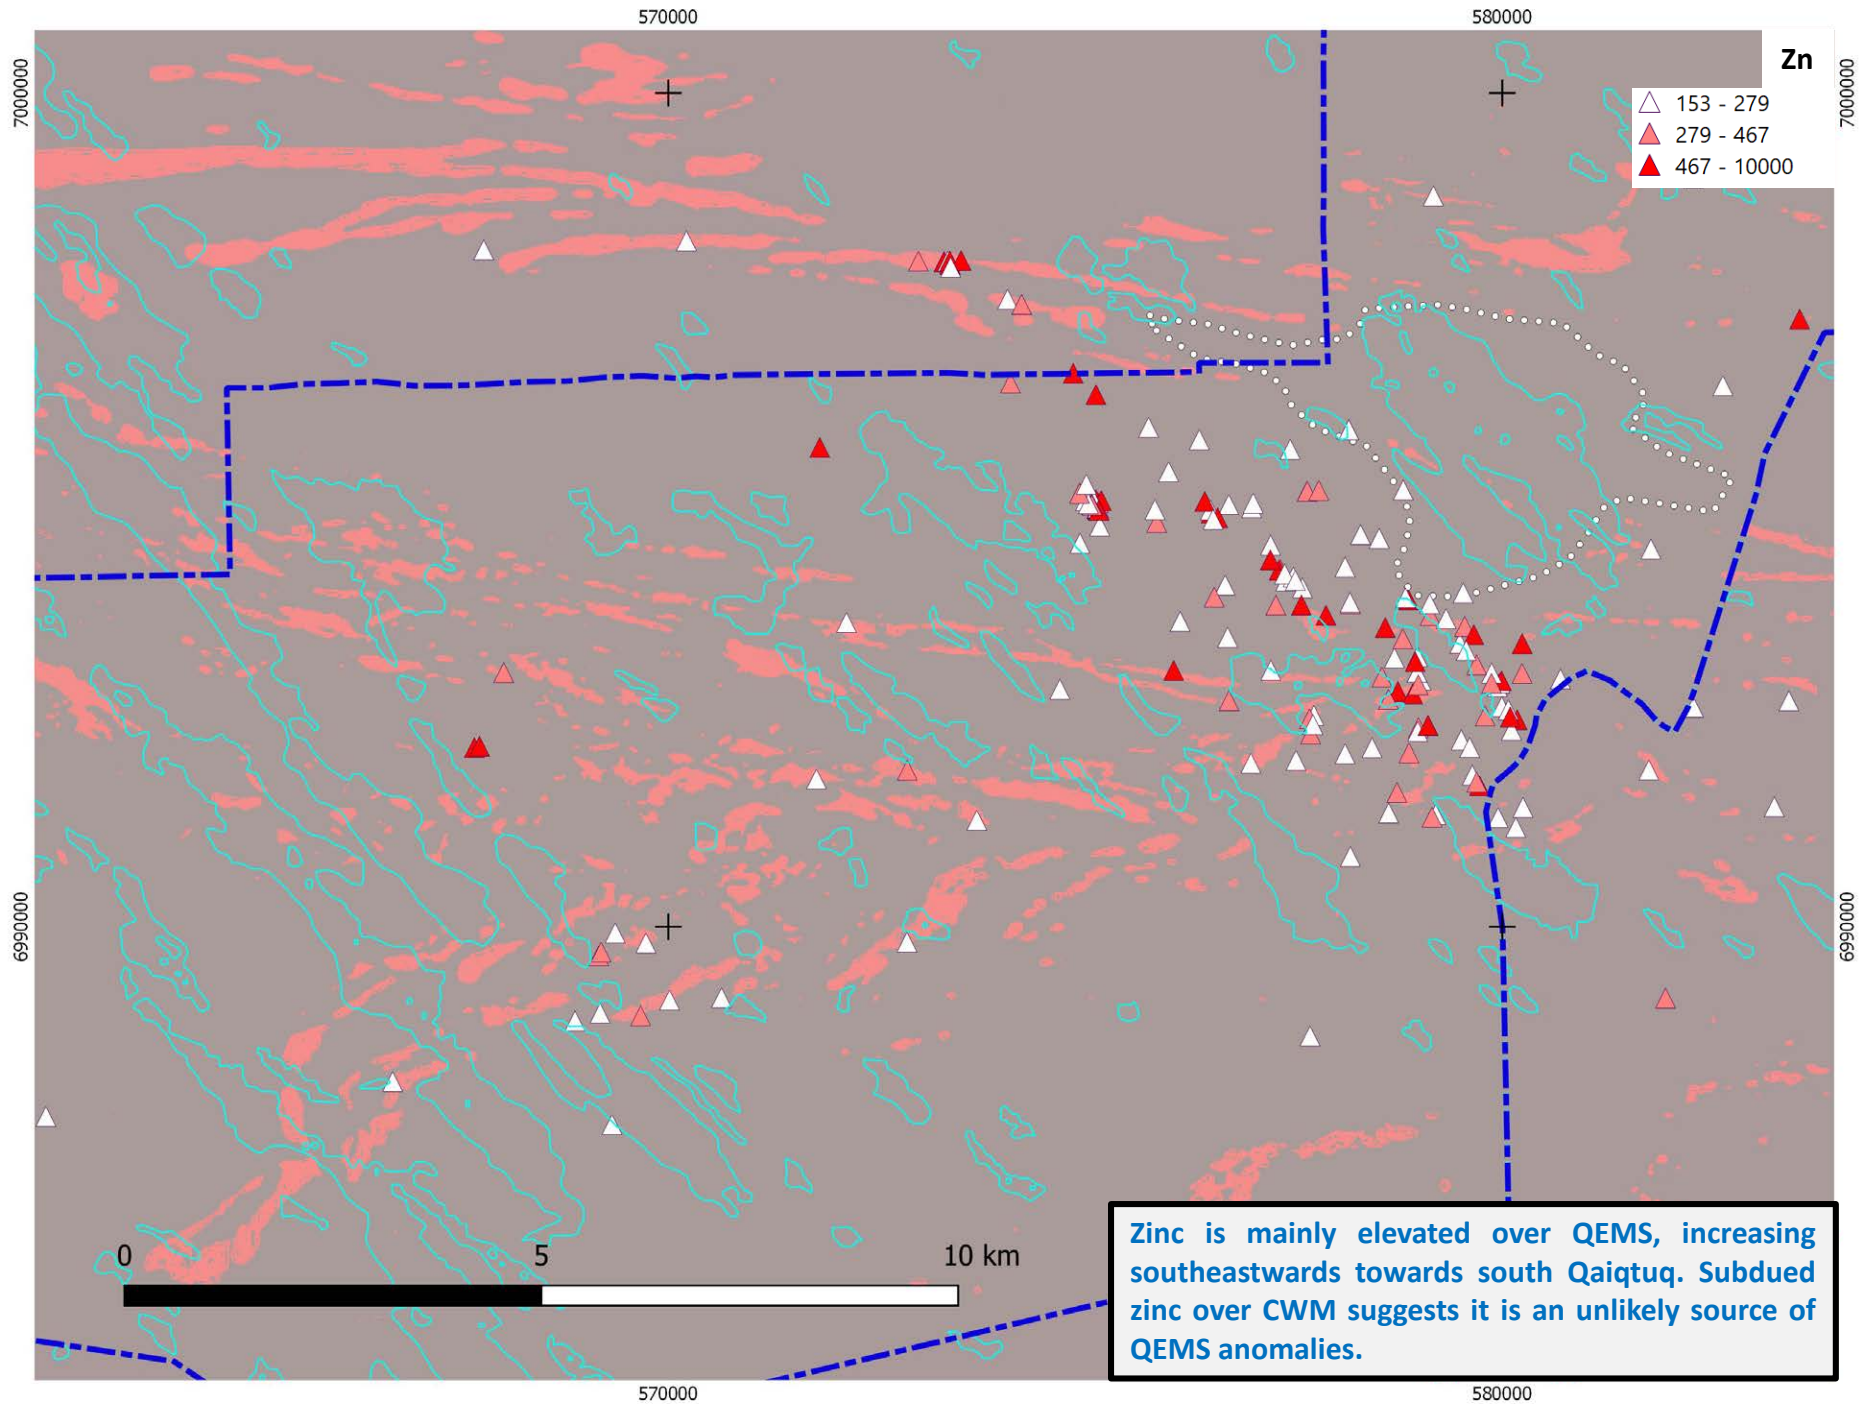 570000
580000
7000000
7000000
Zn
153 - 279
279 - 467
467 - 10000
6990000
6990000
0
5
10 km
Zinc is mainly elevated over QEMS, increasing
southeastwards towards south Qaiqtuq. Subdued
zinc over CWM suggests it is an unlikely source of
QEMS anomalies.
570000
580000